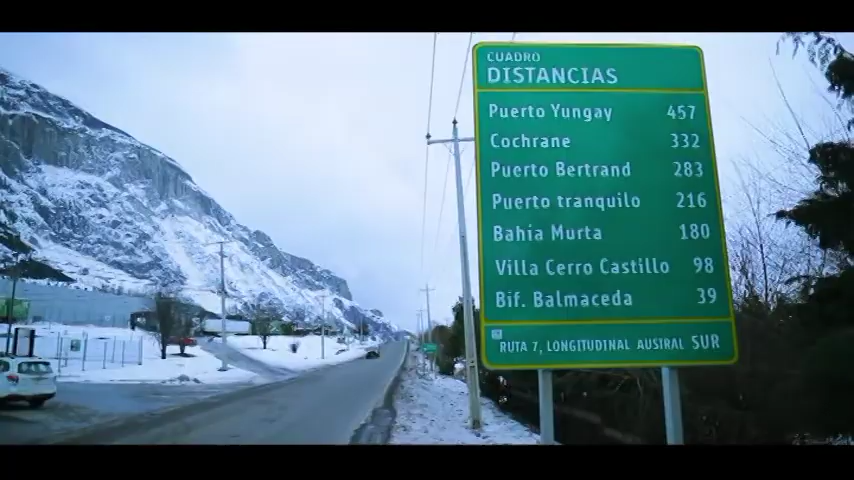 CUADRO
DISTANCIAS
Puerto Yungay 457
Cochrane 332
Puerto Bertrand 283
Puerto tranquilo 216
Bahia Murta 180
Villa Cerro Castillo 98
Bif. Balmaceda 39
RUTA 7, LONGITUDINAL AUSTRAL SUR